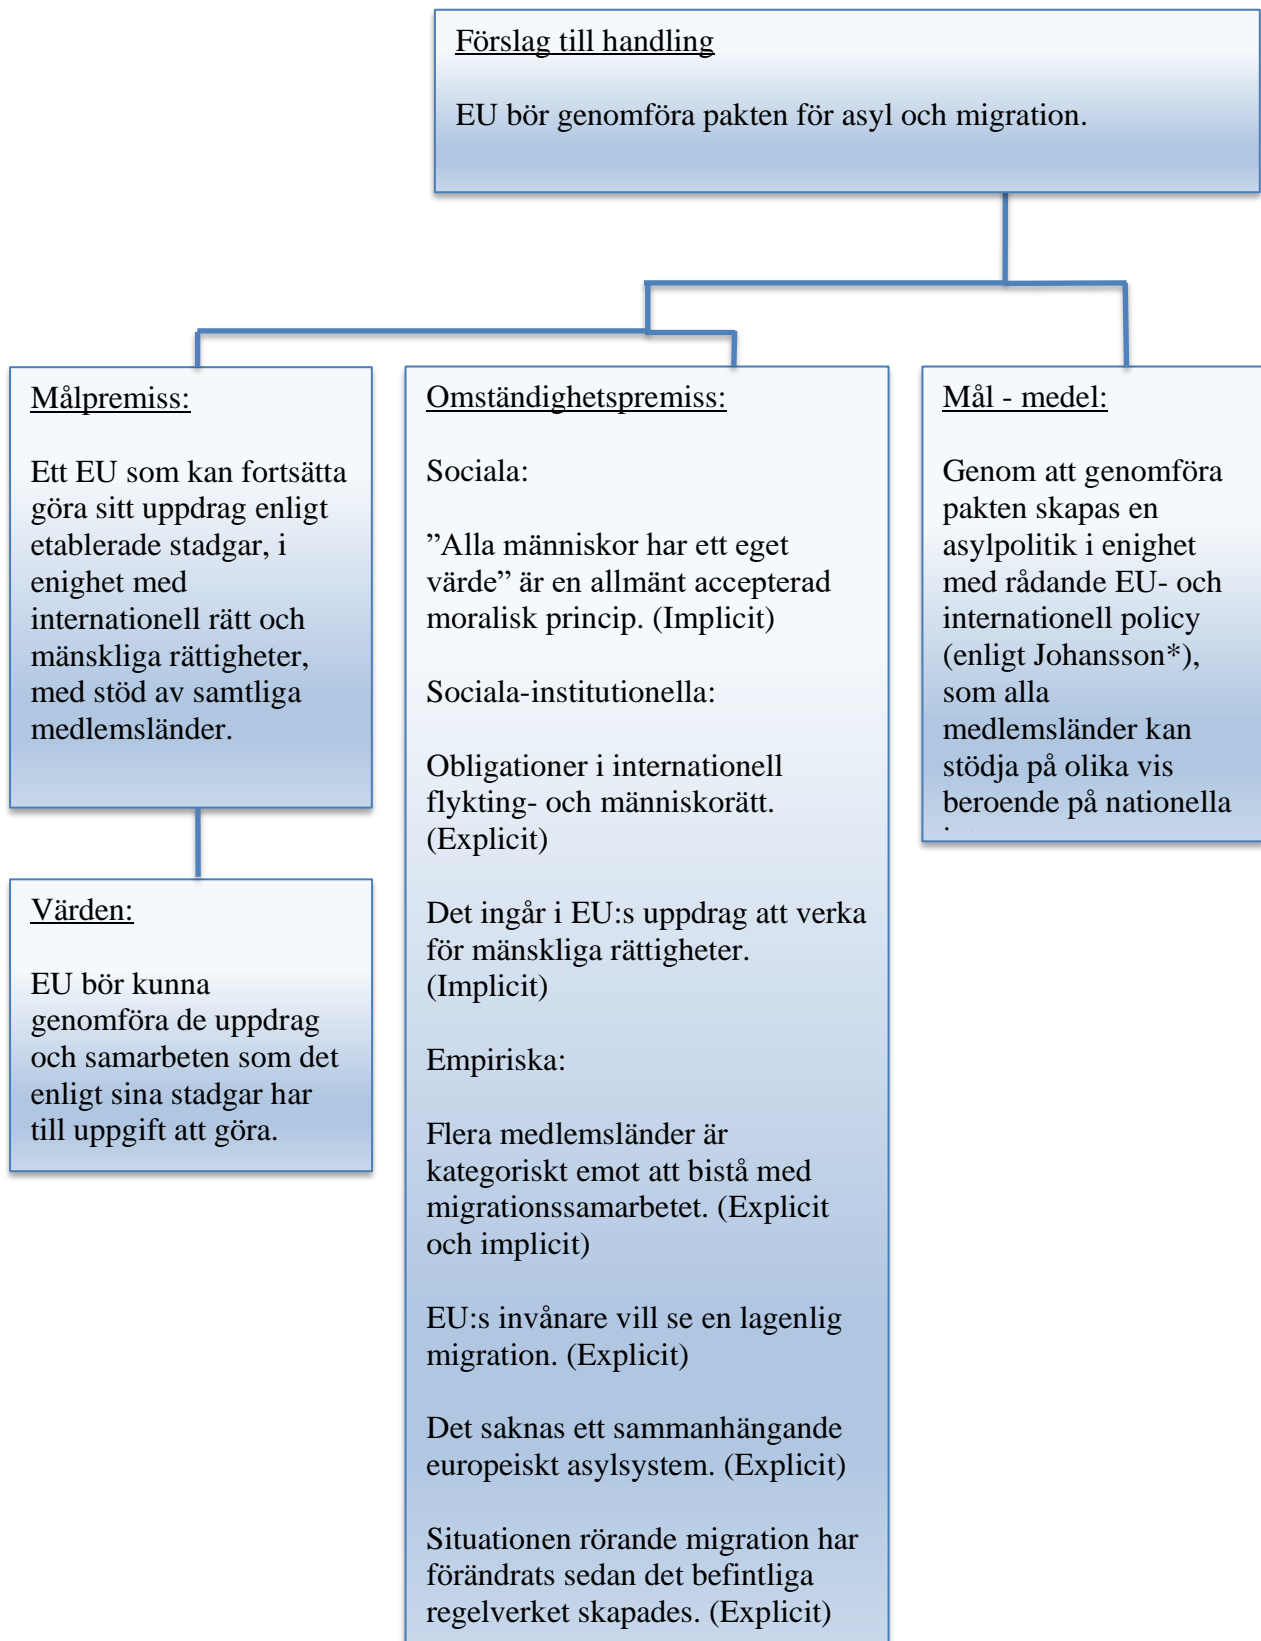 Förslag till handling
EU bör genomföra pakten för asyl och migration.
Målpremiss:
Ett EU som kan fortsätta
göra sitt uppdrag enligt
etablerade stadgar, i
enighet med
internationell rätt och
mänskliga rättigheter,
med stöd av samtliga
medlemsländer.
Värden:
EU bör kunna
genomföra de uppdrag
och samarbeten som det
enligt sina stadgar har
till uppgift att göra.
Omständighetspremiss:
Sociala:
”Alla människor har ett eget
värde” är en allmänt accepterad
moralisk princip. (Implicit)
Sociala-institutionella:
Obligationer i internationell
flykting- och människorätt.
(Explicit)
Det ingår i EU:s uppdrag att verka
för mänskliga rättigheter.
(Implicit)
Empiriska:
Flera medlemsländer är
kategoriskt emot att bistå med
migrationssamarbetet. (Explicit
och implicit)
EU:s invånare vill se en lagenlig
migration. (Explicit)
Det saknas ett sammanhängande
europeiskt asylsystem. (Explicit)
Situationen rörande migration har
förändrats sedan det befintliga
regelverket skapades. (Explicit)
Mål - medel:
Genom att genomföra
pakten skapas en
asylpolitik i enighet
med rådande EU- och
internationell policy
(enligt Johansson*),
som alla
medlemsländer kan
stödja på olika vis
beroende på nationella